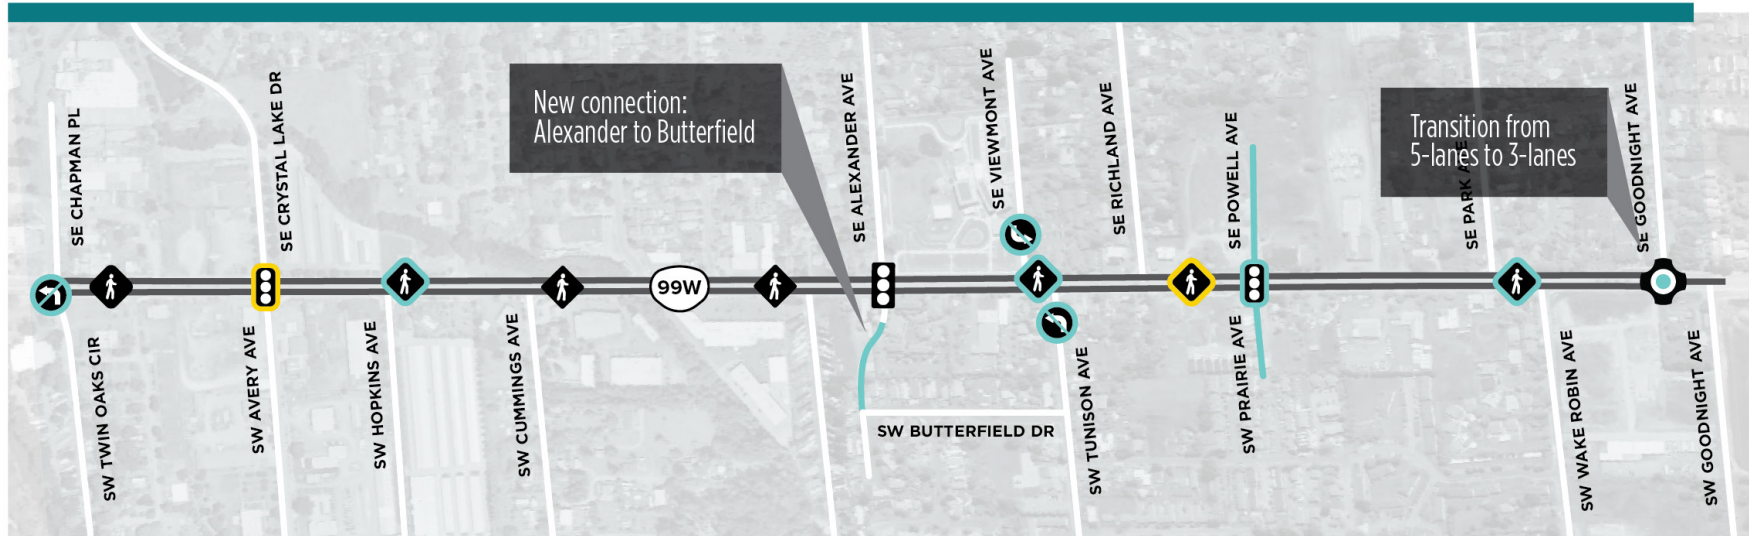 SE CHAPMAN PL
SE CRYSTAL LAKE DR
New connection:
Alexander to Butterfield
SE ALEXANDER AVE
SE VIEWMONT AVE
SE RICHLAND AVE
SE POWELL AVE
Transition from
5-lanes to 3-lanes
SE PARK AVE
SE GOODNIGHT AVE
99W
SW TWIN OAKS CIR
SW AVERY AVE
SW HOPKINS AVE
SW CUMMINGS AVE
SW BUTTERFIELD DR
SW TUNISON AVE
SW PRAIRIE AVE
SW WAKE ROBIN AVE
SW GOODNIGHT AVE